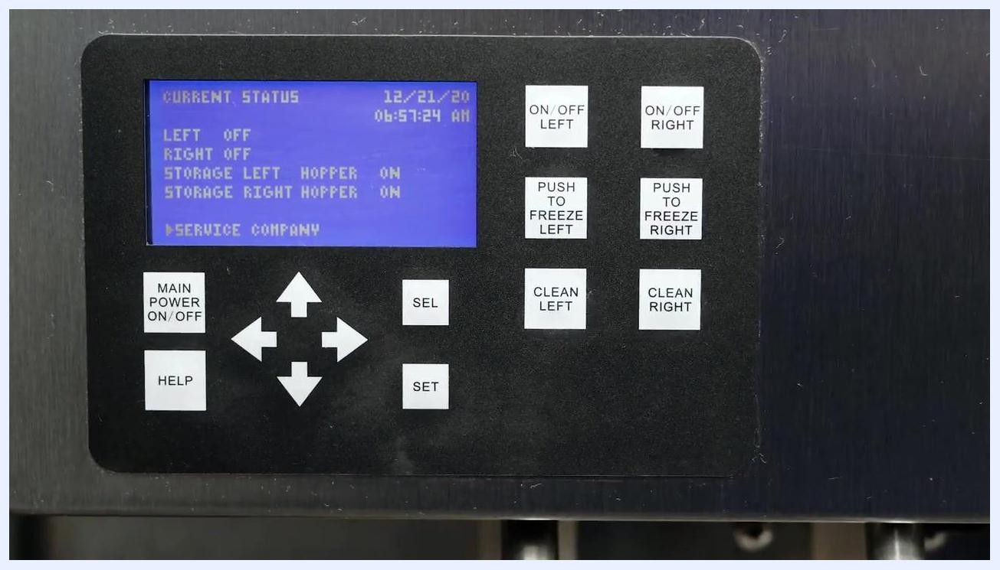 CURRENT STATUS 12/21/20
06:57:24 AM
LEFT OFF
RIGHT OFF
STORAGE LEFT HOPPER ON
STORAGE RIGHT HOPPER ON
▶SERVICE COMPANY
MAIN
POWER
ON/OFF
HELP
SEL
SET
ON/OFF
LEFT
ON/OFF
RIGHT
PUSH
TO
FREEZE
LEFT
PUSH
TO
FREEZE
RIGHT
CLEAN
LEFT
CLEAN
RIGHT